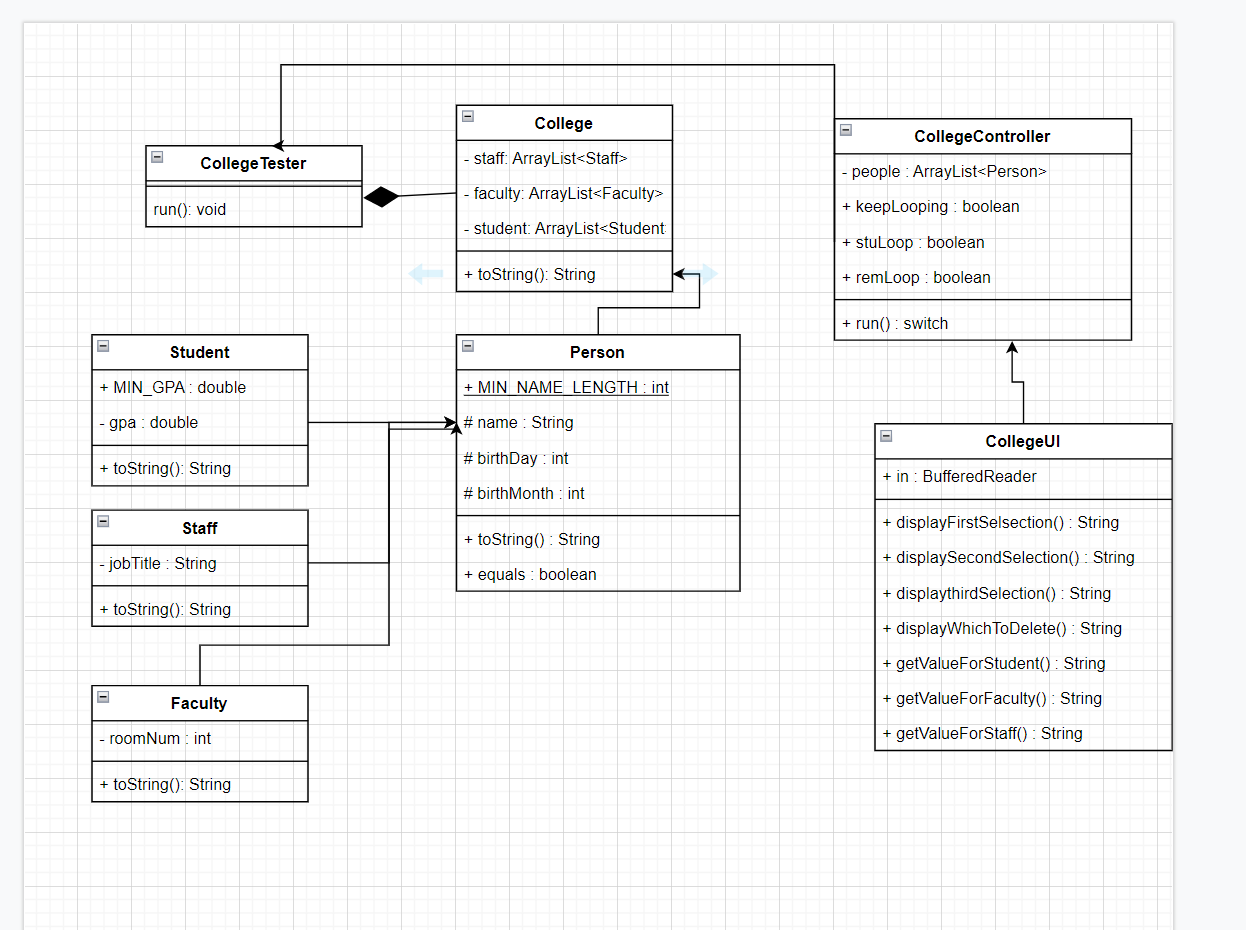 College
- staff: ArrayList<Staff>
- faculty: ArrayList<Faculty>
- student: ArrayList<Student
+ toString(): String
CollegeTester
run(): void
CollegeController
- people : ArrayList<Person>
+ keepLooping : boolean
+ stuLoop : boolean
+ remLoop : boolean
+ run() : switch
Student
+ MIN_GPA : double
- gpa : double
+ toString(): String
Person
+ MIN_NAME_LENGTH : int
# name : String
# birthDay : int
# birthMonth : int
+ toString() : String
+ equals : boolean
CollegeUI
+ in : BufferedReader
+ displayFirstSelsection() : String
+ displaySecondSelection() : String
+ displaythirdSelection() : String
+ displayWhichToDelete() : String
+ getValueForStudent() : String
+ getValueForFaculty() : String
+ getValueForStaff() : String
Staff
- jobTitle : String
+ toString(): String
Faculty
- roomNum : int
+ toString(): String